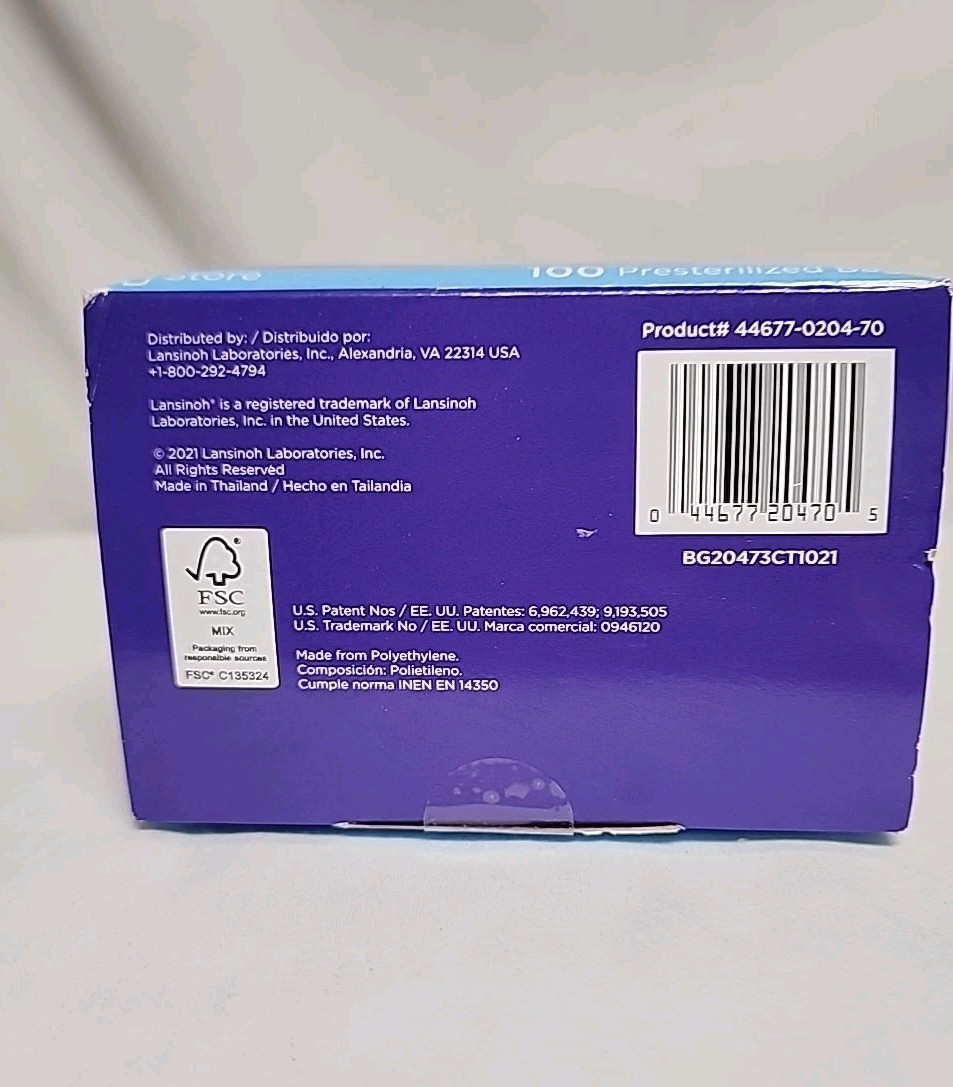 Store
100 Presterilized
Distributed by: / Distribuido por:
Lansinoh Laboratories, Inc., Alexandria, VA 22314 USA
+1-800-292-4794
Lansinoh® is a registered trademark of Lansinoh
Laboratories, Inc. in the United States.
© 2021 Lansinoh Laboratories, Inc.
All Rights Reserved
Made in Thailand / Hecho en Tailandia
Product# 44677-0204-70
0 44677 20470 5
BG20473CT1021
FSC®
www.fsc.org
MIX
Packaging from
responsible sources
FSC® C135324
U.S. Patent Nos / EE. UU. Patentes: 6,962,439; 9,193,505
U.S. Trademark No / EE. UU. Marca comercial: 0946120
Made from Polyethylene.
Composición: Polietileno.
Cumple norma INEN EN 14350